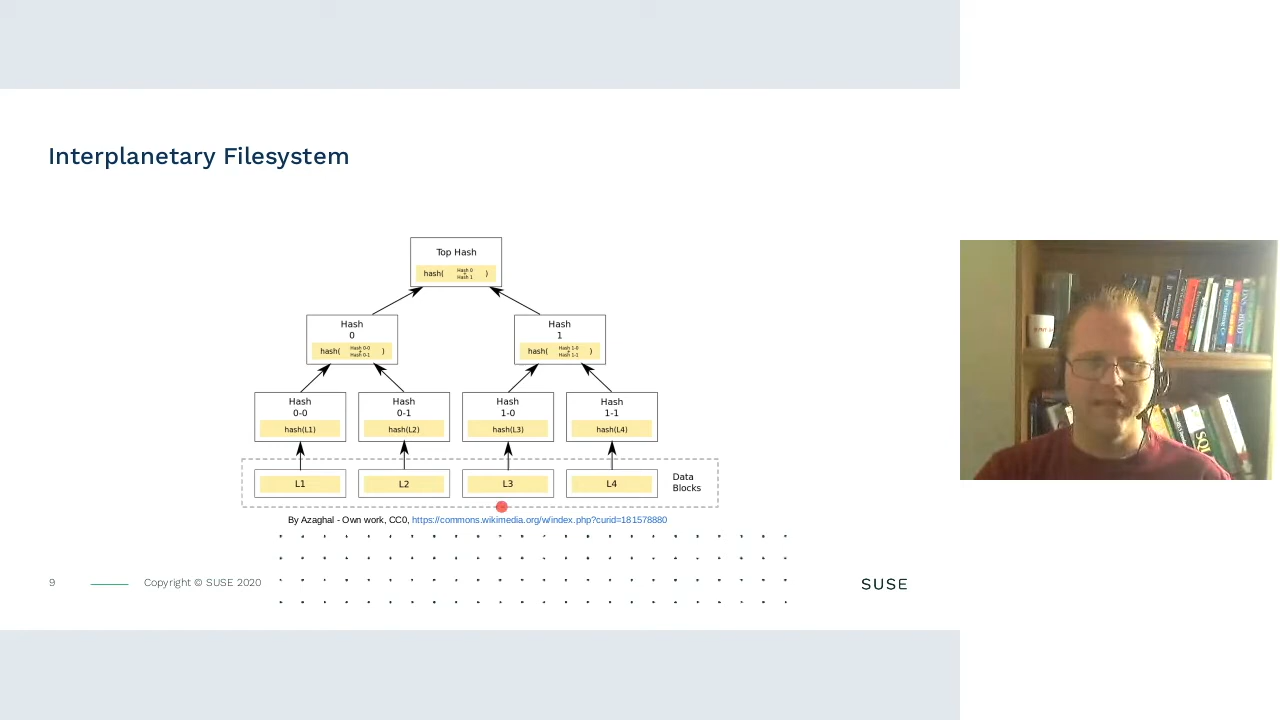 Interplanetary Filesystem
Top Hash
hash( Hash 0 + Hash 1 )
Hash 0
hash( Hash 0-0 + Hash 0-1 )
Hash 1
hash( Hash 1-0 + Hash 1-1 )
Hash 0-0
hash(L1)
Hash 0-1
hash(L2)
Hash 1-0
hash(L3)
Hash 1-1
hash(L4)
L1
L2
L3
L4
Data
Blocks
By Azaghal - Own work, CC0, https://commons.wikimedia.org/w/index.php?curid=181578880
9
Copyright © SUSE 2020
SUSE
SQL